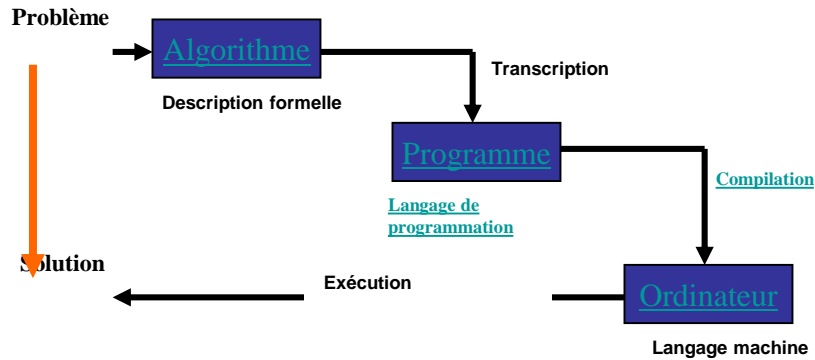 Problème
Algorithme
Transcription
Description formelle
Programme
Compilation
Langage de
programmation
Solution
Exécution
Ordinateur
Langage machine